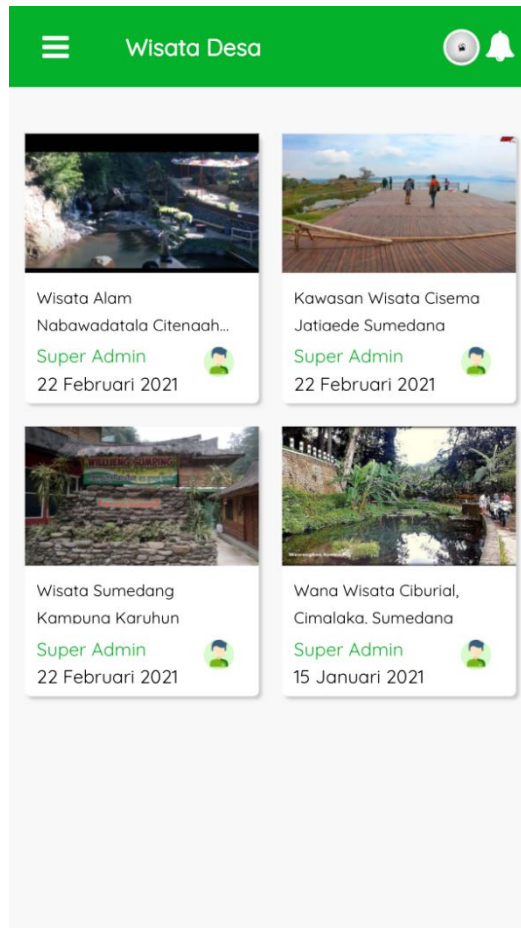 Wisata Desa
Wisata Alam
Nabawadatala Citengah...
Super Admin
22 Februari 2021
Kawasan Wisata Cisema
Jatigede Sumedang
Super Admin
22 Februari 2021
WILUJENG SUMPING
Wisata Sumedang
Kampung Karuhun
Super Admin
22 Februari 2021
Wana Wisata Ciburial,
Cimalaka, Sumedang
Super Admin
15 Januari 2021